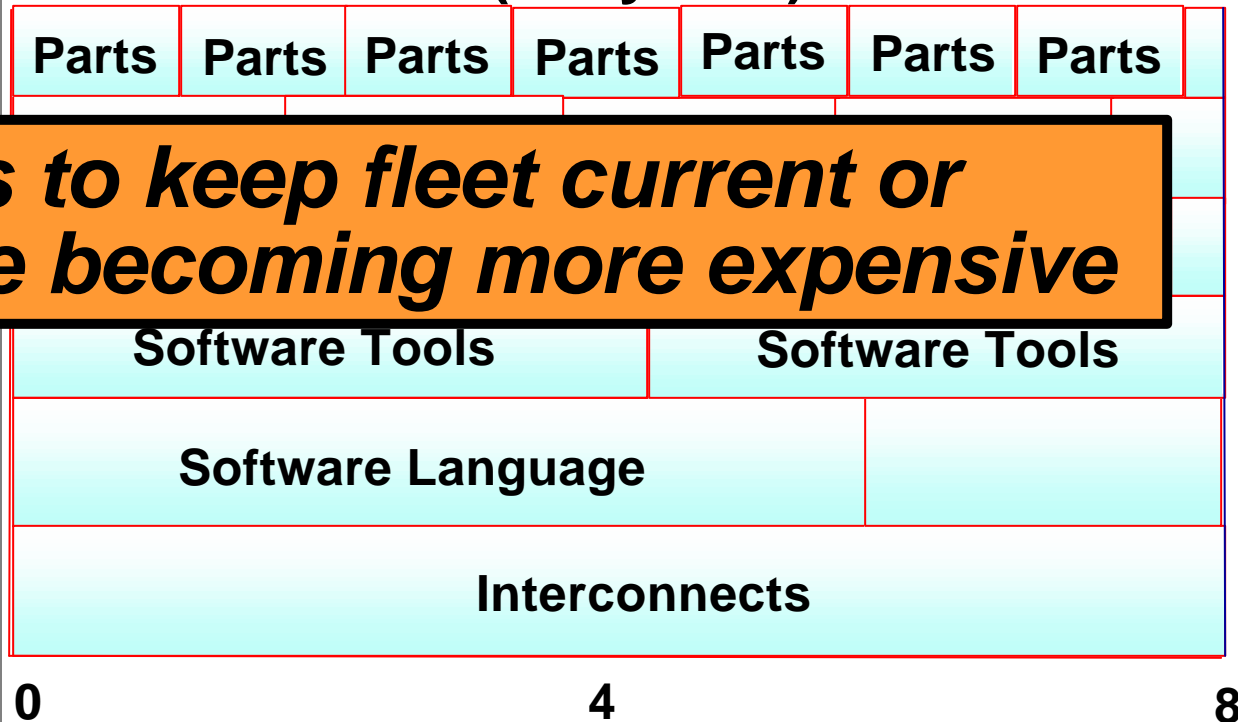 Parts Parts Parts Parts Parts Parts Parts
to keep fleet current or
becoming more expensive
Software Tools Software Tools
Software Language
Interconnects
0 4 8